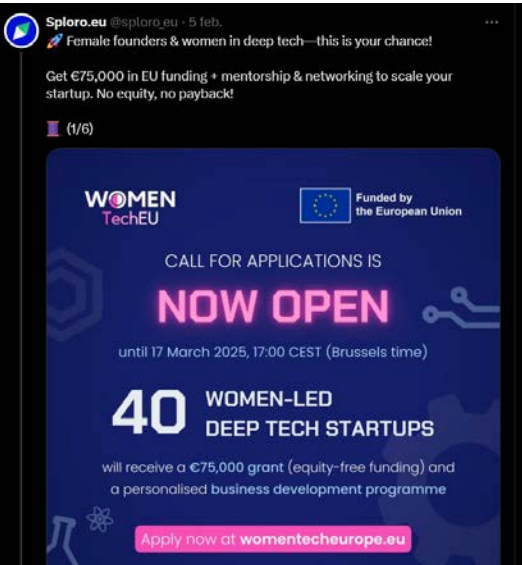 Sploro.eu @sploro_eu · 5 feb.
🚀 Female founders & women in deep tech—this is your chance!
Get €75,000 in EU funding + mentorship & networking to scale your
startup. No equity, no payback!
🧵 (1/6)
WOMEN
TechEU
Funded by
the European Union
CALL FOR APPLICATIONS IS
NOW OPEN
until 17 March 2025, 17:00 CEST (Brussels time)
40 WOMEN-LED
DEEP TECH STARTUPS
will receive a €75,000 grant (equity-free funding) and
a personalised business development programme
Apply now at womentecheurope.eu